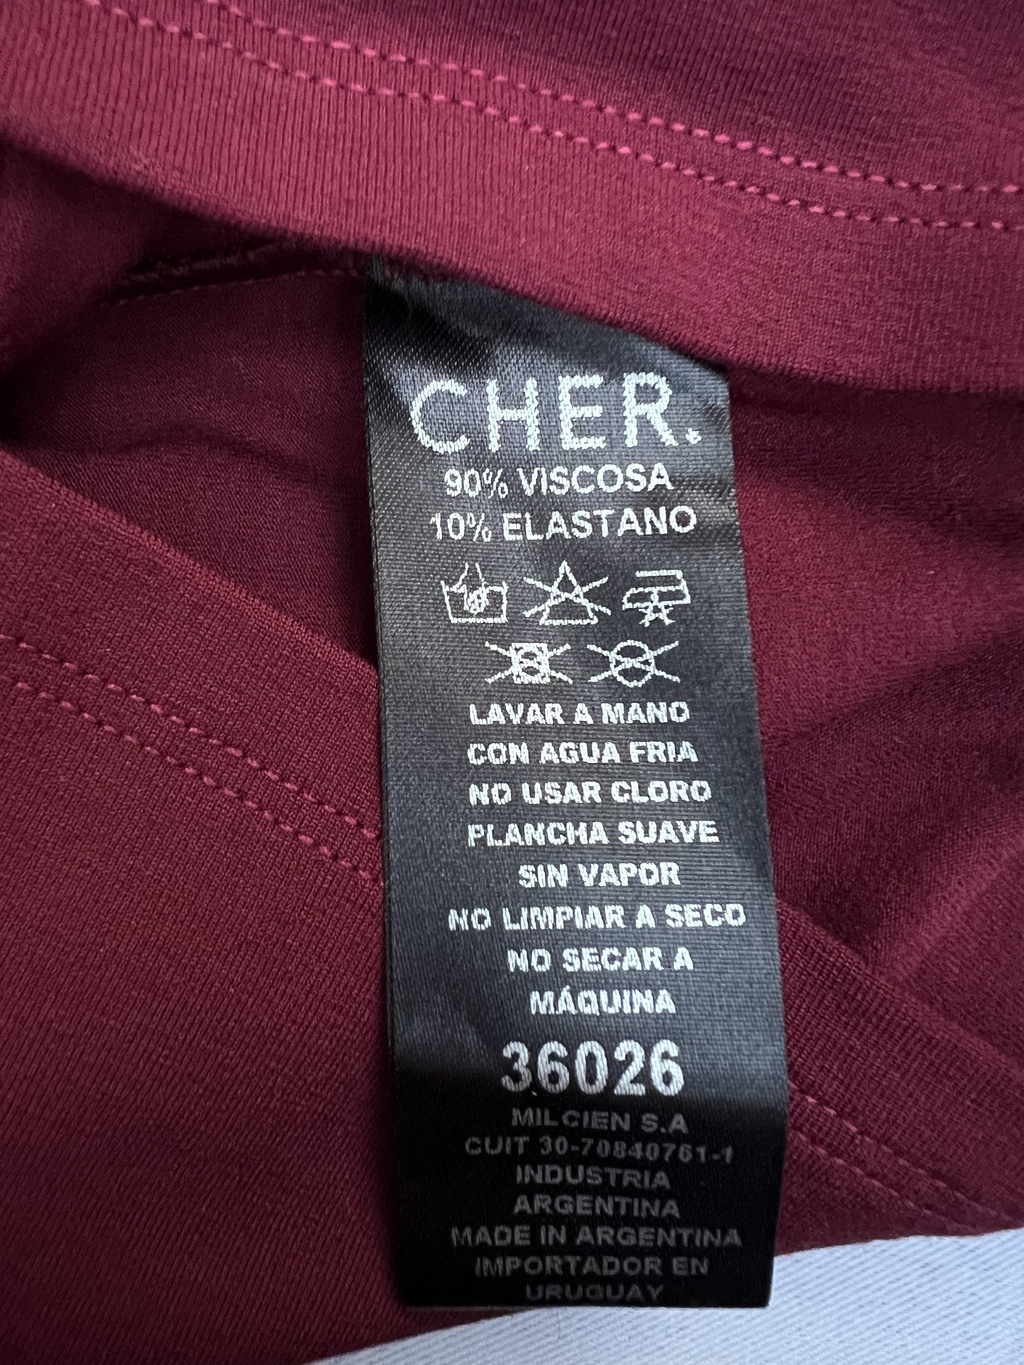 CHER.
90% VISCOSA
10% ELASTANO
LAVAR A MANO
CON AGUA FRIA
NO USAR CLORO
PLANCHA SUAVE
SIN VAPOR
NO LIMPIAR A SECO
NO SECAR A
MÁQUINA
36026
MILCIEN S.A
CUIT 30-70840761-1
INDUSTRIA
ARGENTINA
MADE IN ARGENTINA
IMPORTADOR EN
URUGUAY